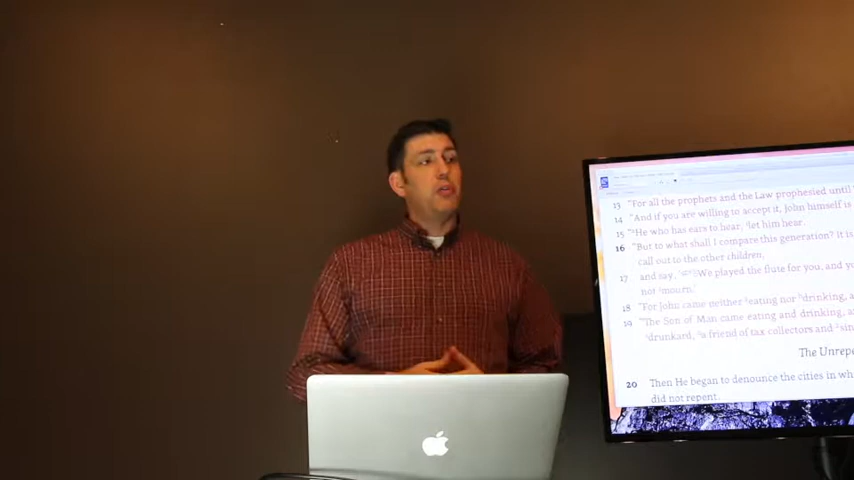 13 "For all the prophets and the Law prophesied until
14 "And if you are willing to accept it, John himself is
15 "He who has ears to hear, let him hear.
16 "But to what shall I compare this generation? It is
call out to the other children,
17 and say, 'We played the flute for you, and
not mourn.'
18 "For John came neither eating nor drinking,
19 "The Son of Man came eating and drinking,
drunkard, a friend of tax collectors and
The
20 Then He began to denounce the cities in
did not repent.